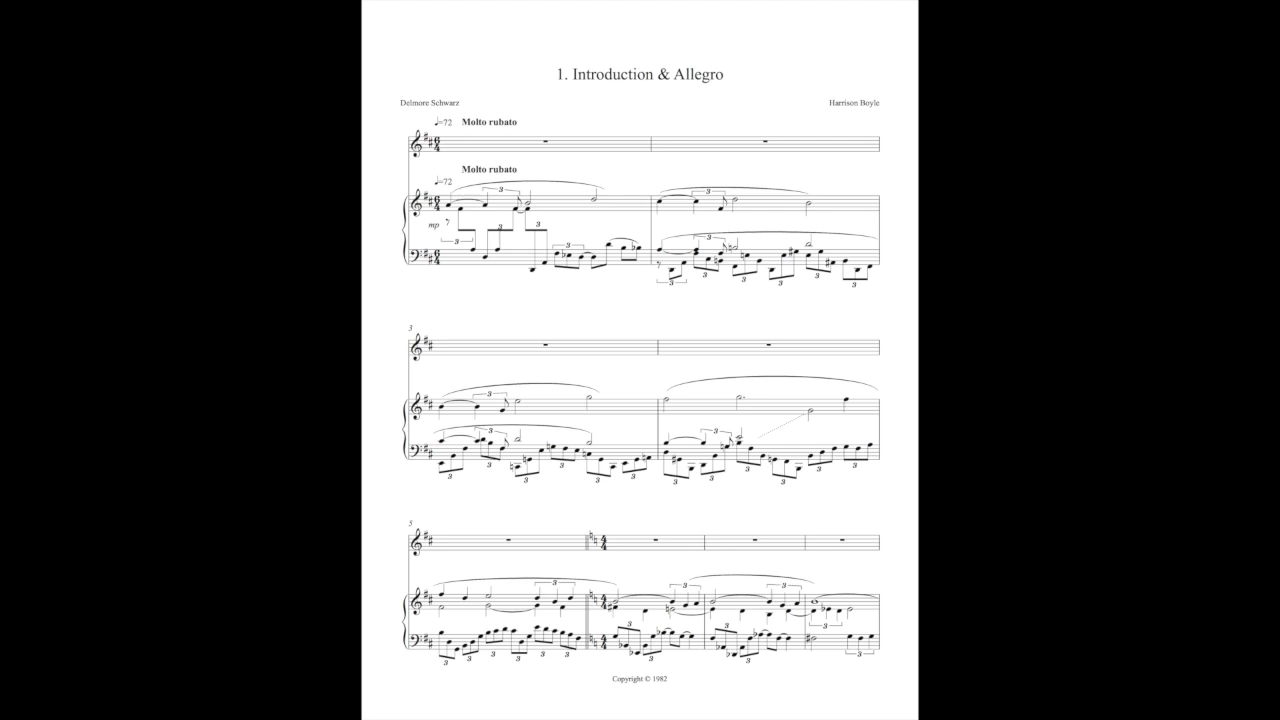 1. Introduction & Allegro
Delmore Schwarz
Harrison Boyle
♩=72 Molto rubato
Molto rubato
♩=72
mp
3
5
Copyright © 1982